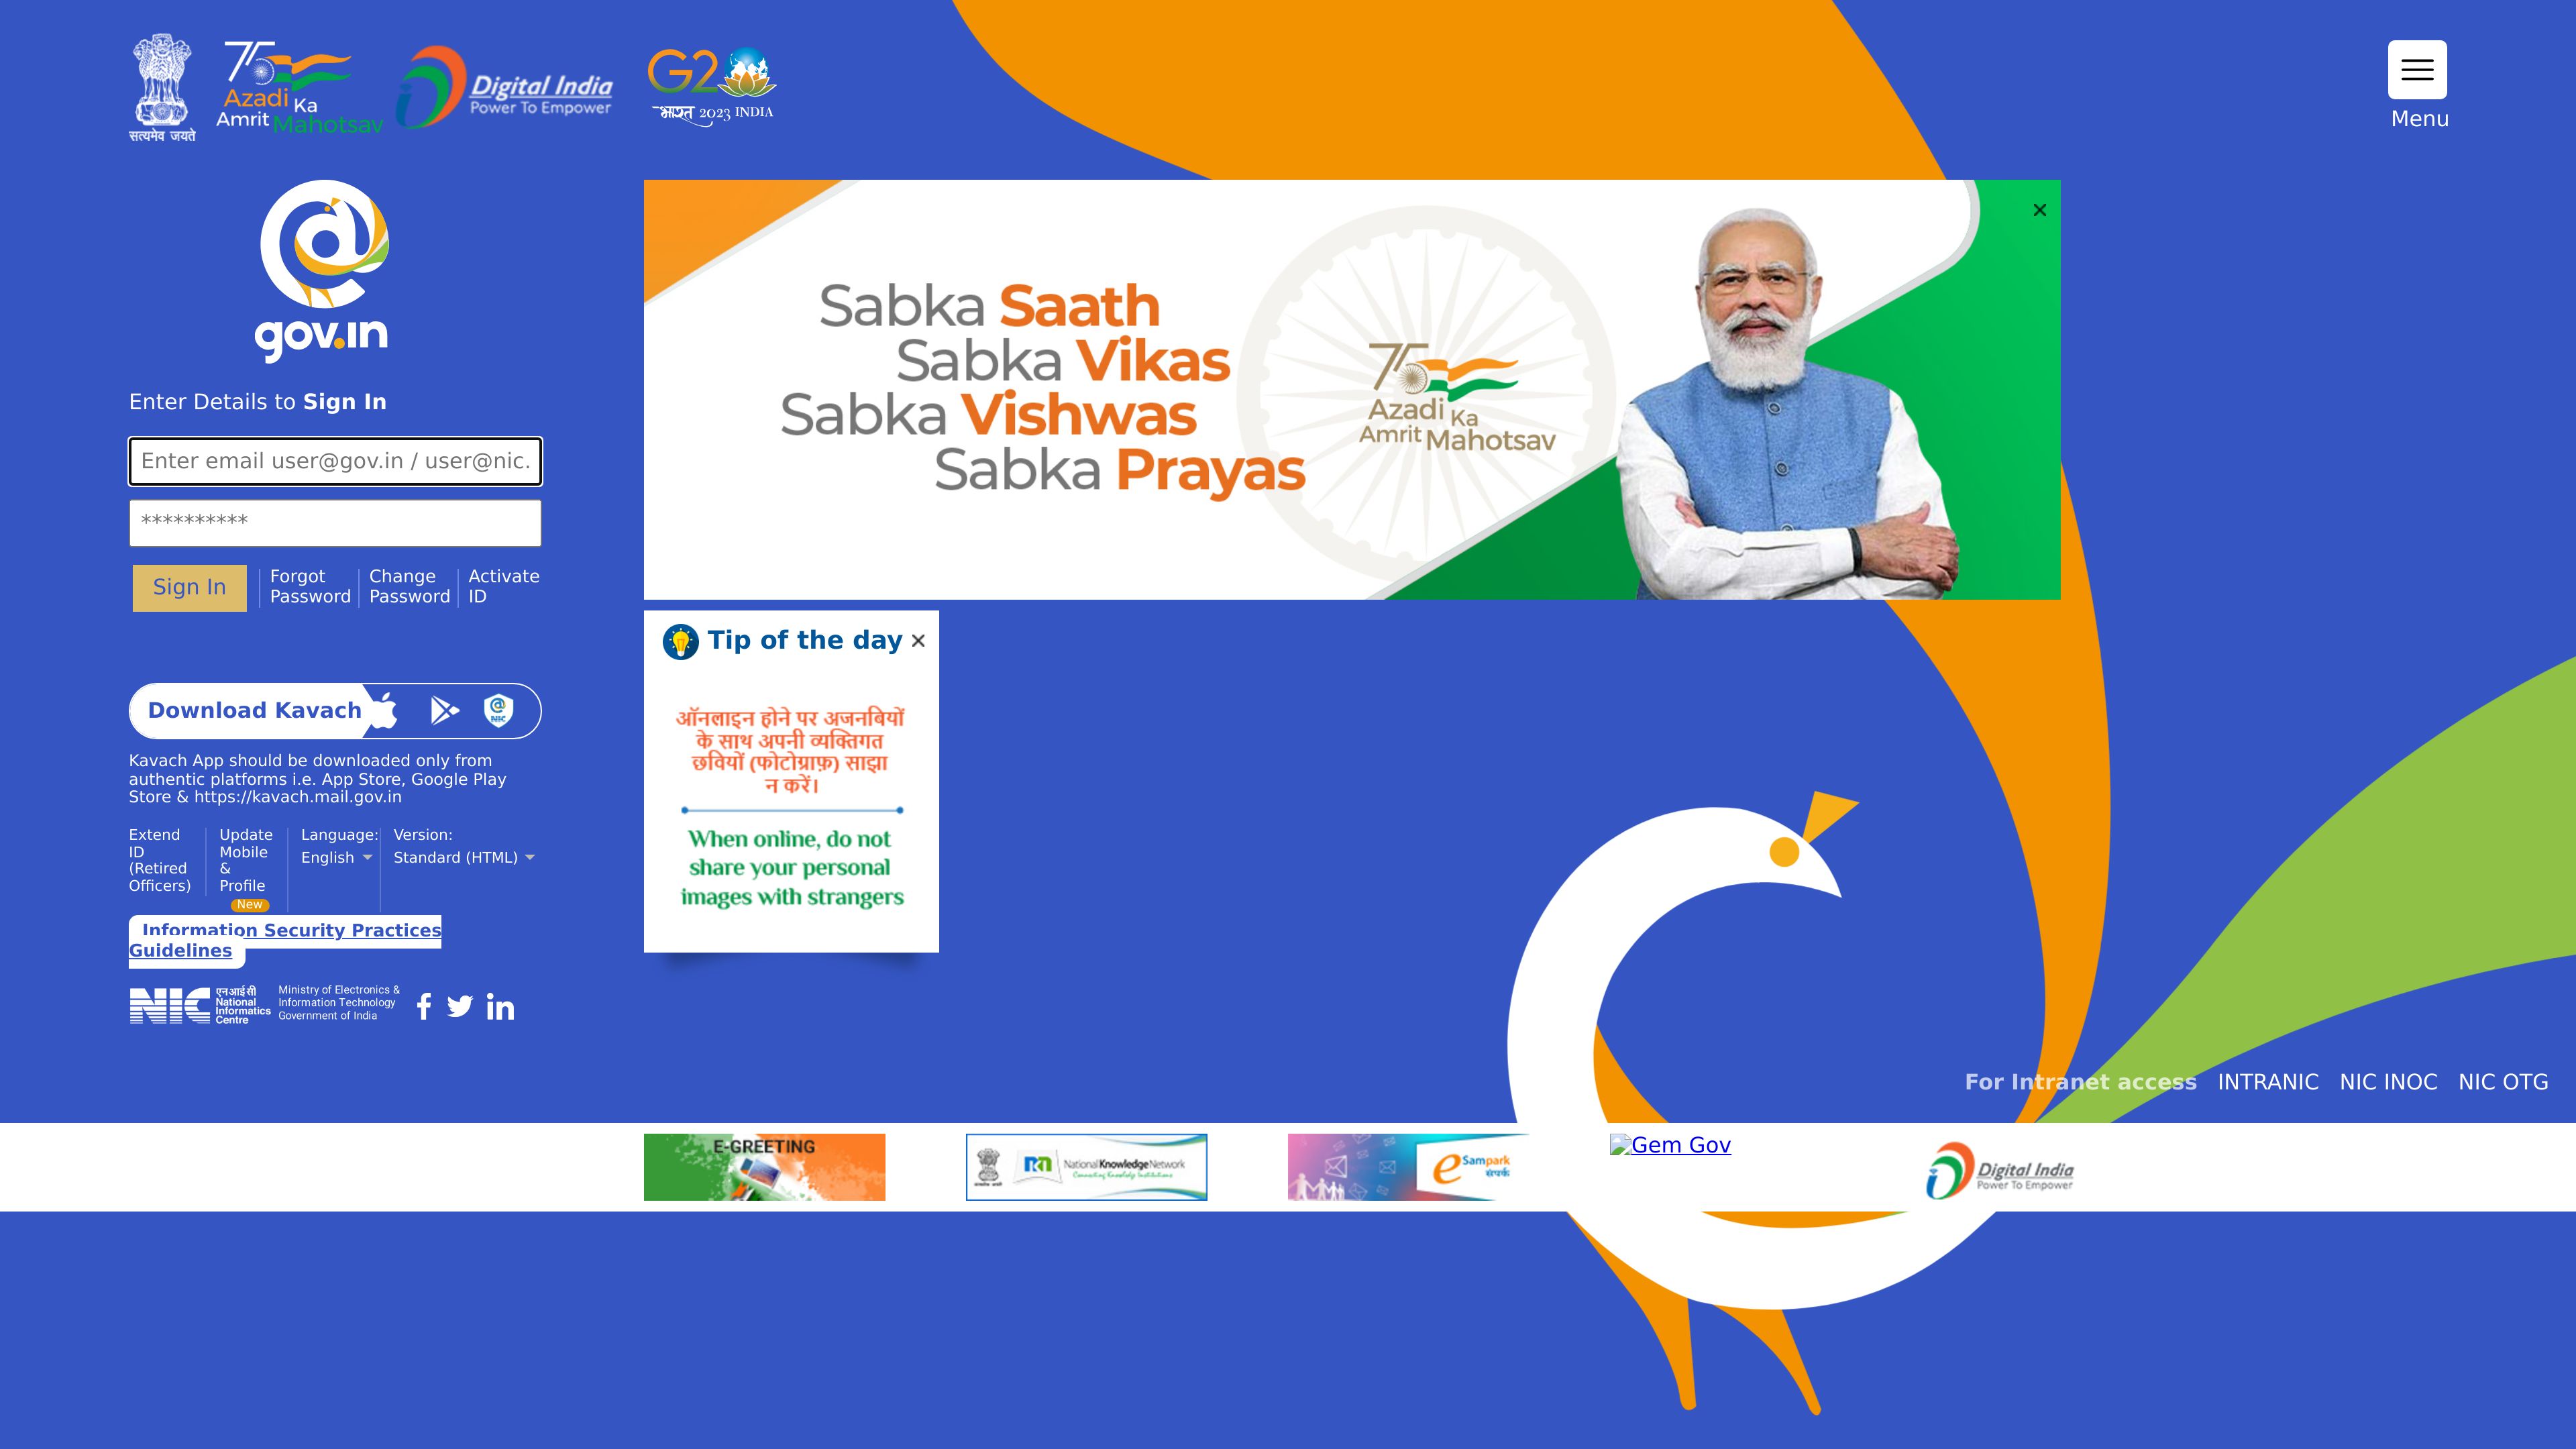 सत्यमेव जयते
75
Azadi Ka
Amrit Mahotsav
Digital India
Power To Empower
G2
भारत 2023 INDIA
Menu
gov.in
Enter Details to Sign In
Enter email user@gov.in / user@nic.
**********
Sign In
Forgot
Password
Change
Password
Activate
ID
Download Kavach
@
NIC
Kavach App should be downloaded only from
authentic platforms i.e. App Store, Google Play
Store & https://kavach.mail.gov.in
Extend
ID
(Retired
Officers)
Update
Mobile
&
Profile
New
Language:
English
Version:
Standard (HTML)
Information Security Practices
Guidelines
NIC
एनआईसी
National
Informatics
Centre
Ministry of Electronics &
Information Technology
Government of India
Sabka Saath
Sabka Vikas
Sabka Vishwas
Sabka Prayas
75
Azadi Ka
Amrit Mahotsav
Tip of the day
ऑनलाइन होने पर अजनबियों
के साथ अपनी व्यक्तिगत
छवियों (फोटोग्राफ़) साझा
न करें।
When online, do not
share your personal
images with strangers
For Intranet access INTRANIC NIC INOC NIC OTG
E-GREETING
National Knowledge Network
Connecting Knowledge Institutions
eSampark
संपर्क
Gem Gov
Digital India
Power To Empower